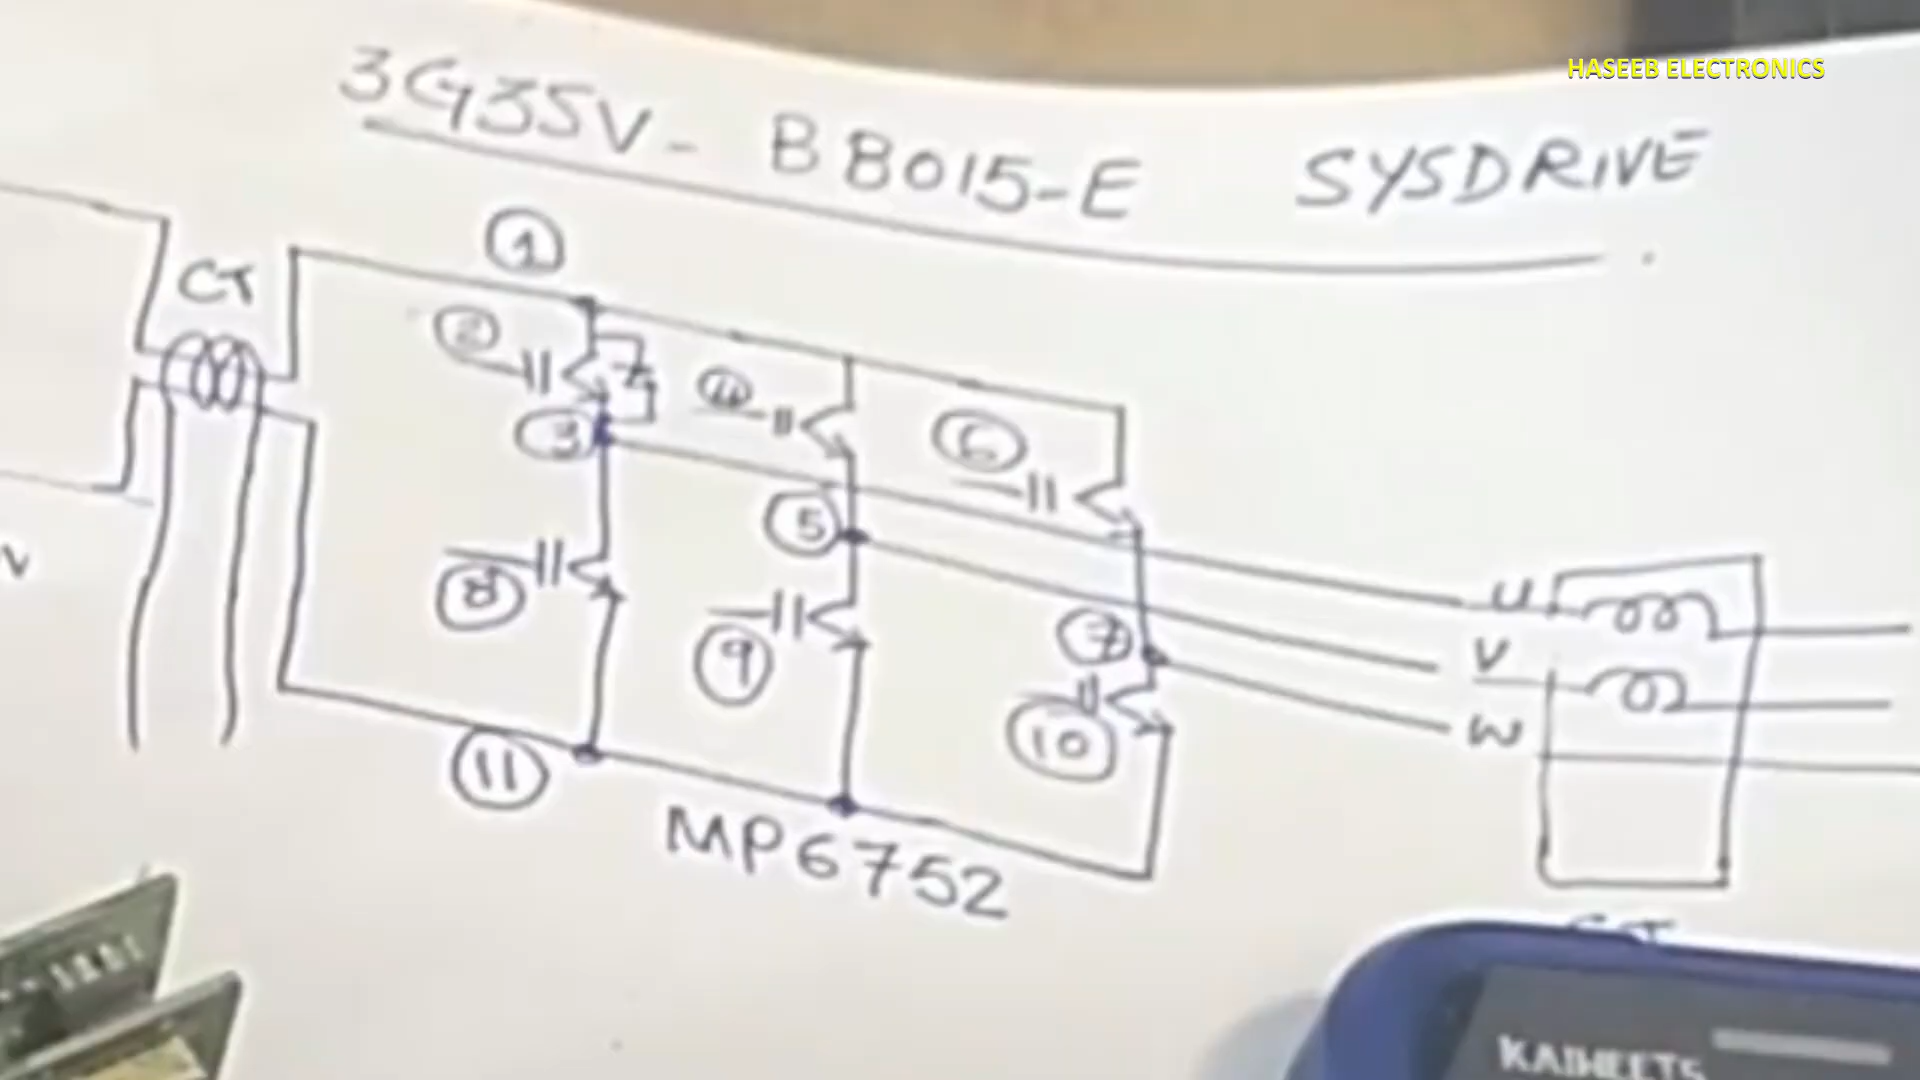 HASEEB ELECTRONICS
3G3SV- BB015-E SYSDRIVE
CT
1
2
3
4
5
6
7
8
9
10
11
U
V
W
MP6752
KAIWEETS